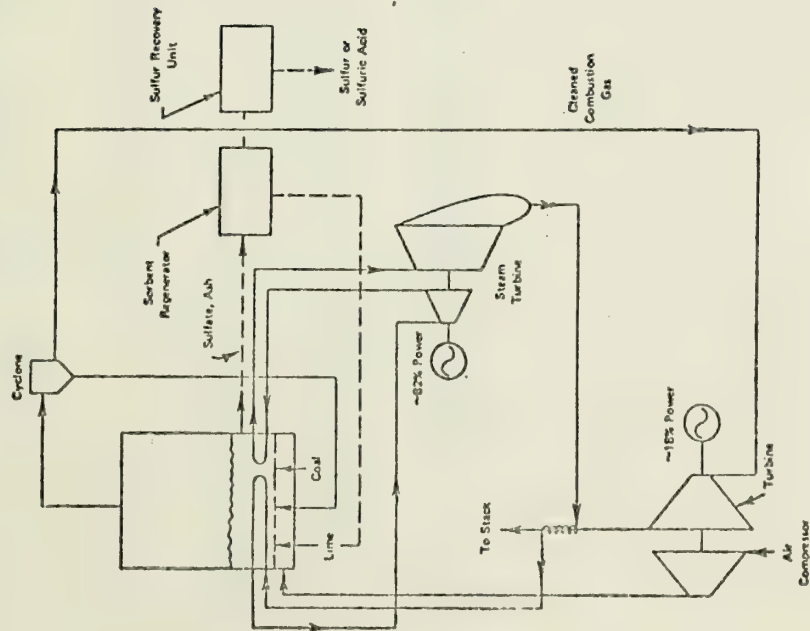 Sulfur Recovery
Unit
Sulfur or
Sulfuric Acid
Cleaned
Combustion
Gas
Sorbent
Regenerator
Sulfate, Ash
Cyclone
Steam
Turbine
~82% Power
Coal
Lime
~18% Power
Turbine
To Stack
Air
Compressor